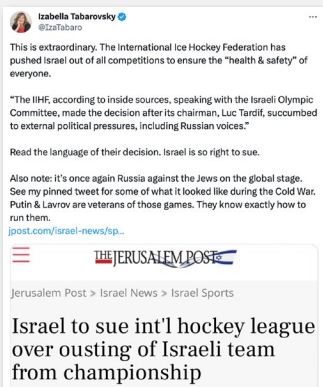 Izabella Tabarovsky
@IzaTabaro
This is extraordinary. The International Ice Hockey Federation has
pushed Israel out of all competitions to ensure the “health & safety” of
everyone.
“The IIHF, according to inside sources, speaking with the Israeli Olympic
Committee, made the decision after its chairman, Luc Tardif, succumbed
to external political pressures, including Russian voices.”
Read the language of their decision. Israel is so right to sue.
Also note: it’s once again Russia against the Jews on the global stage.
See my pinned tweet for some of what it looked like during the Cold War.
Putin & Lavrov are veterans of those games. They know exactly how to
run them.
jpost.com/israel-news/sp…
THE JERUSALEM POST
Jerusalem Post > Israel News > Israel Sports
Israel to sue int'l hockey league
over ousting of Israeli team
from championship